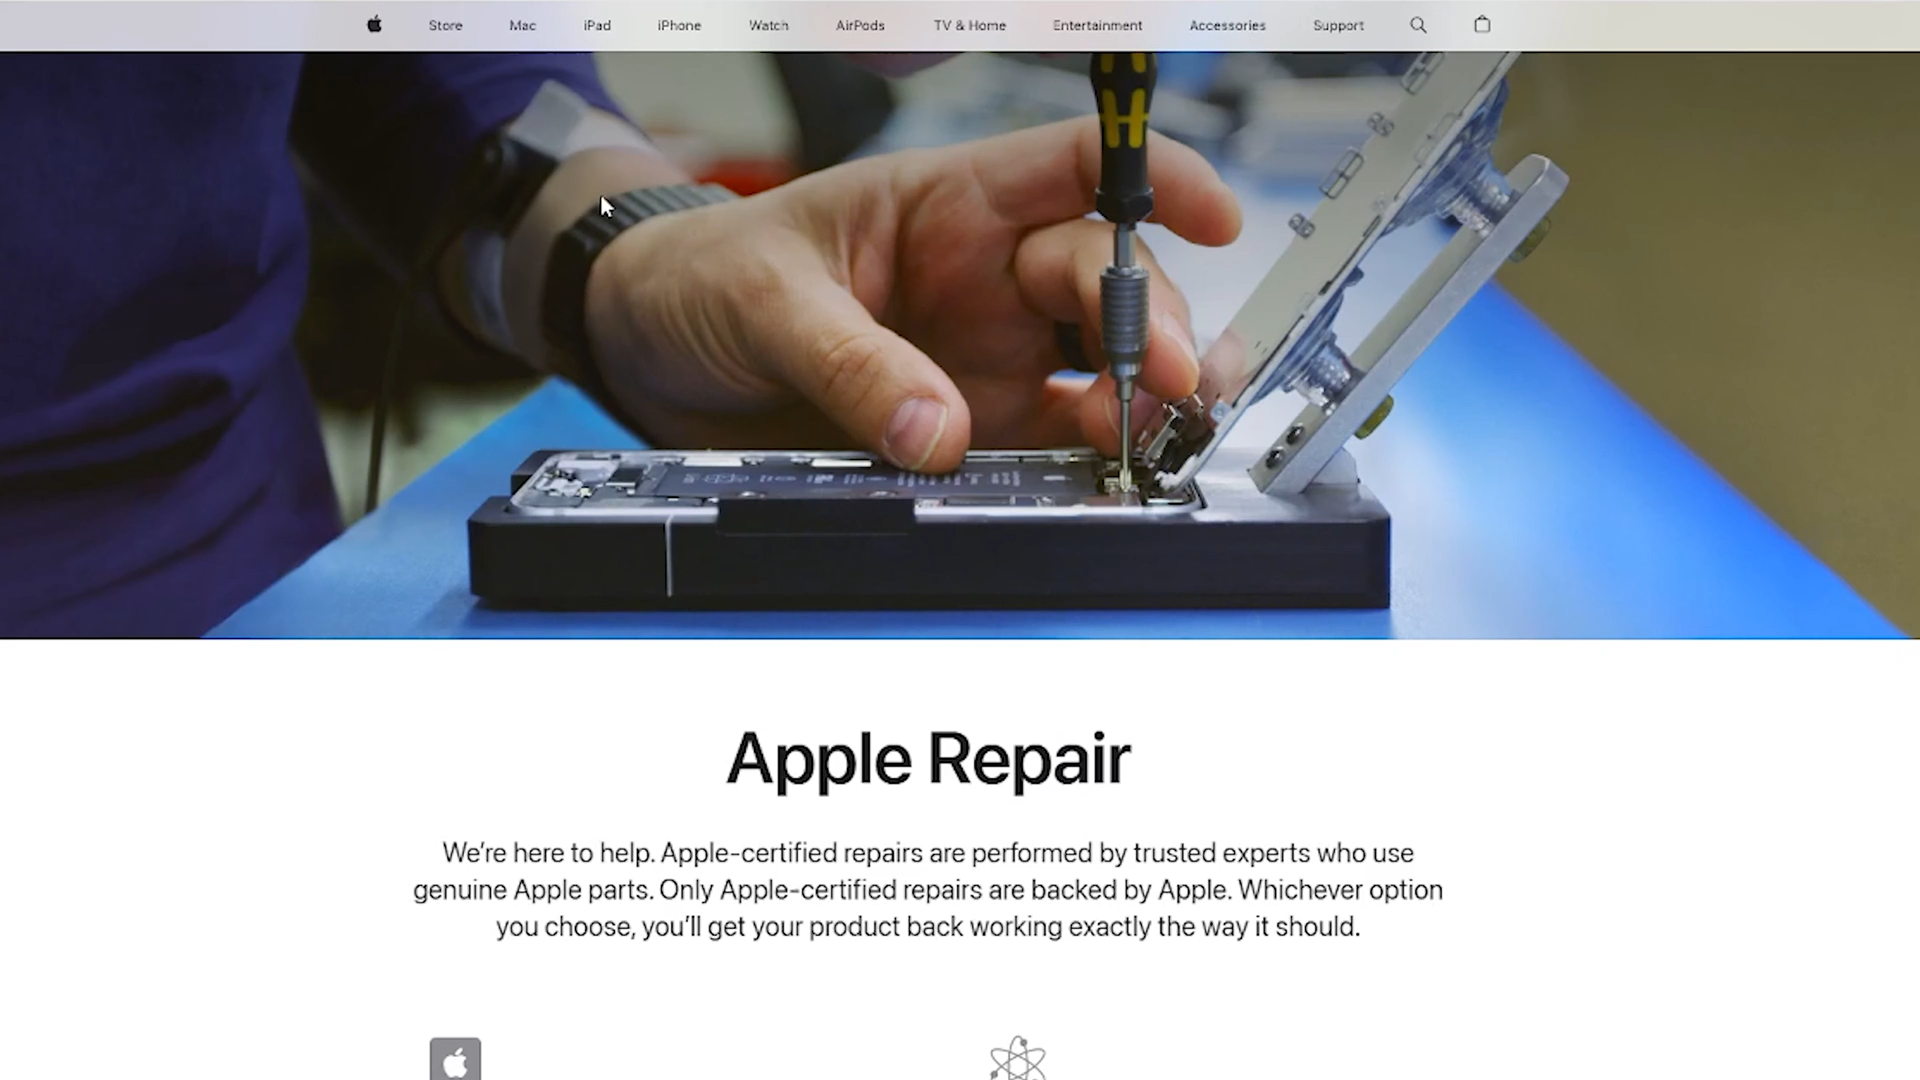 Store Mac iPad iPhone Watch AirPods TV & Home Entertainment Accessories Support
Apple Repair
We’re here to help. Apple-certified repairs are performed by trusted experts who use
genuine Apple parts. Only Apple-certified repairs are backed by Apple. Whichever option
you choose, you’ll get your product back working exactly the way it should.